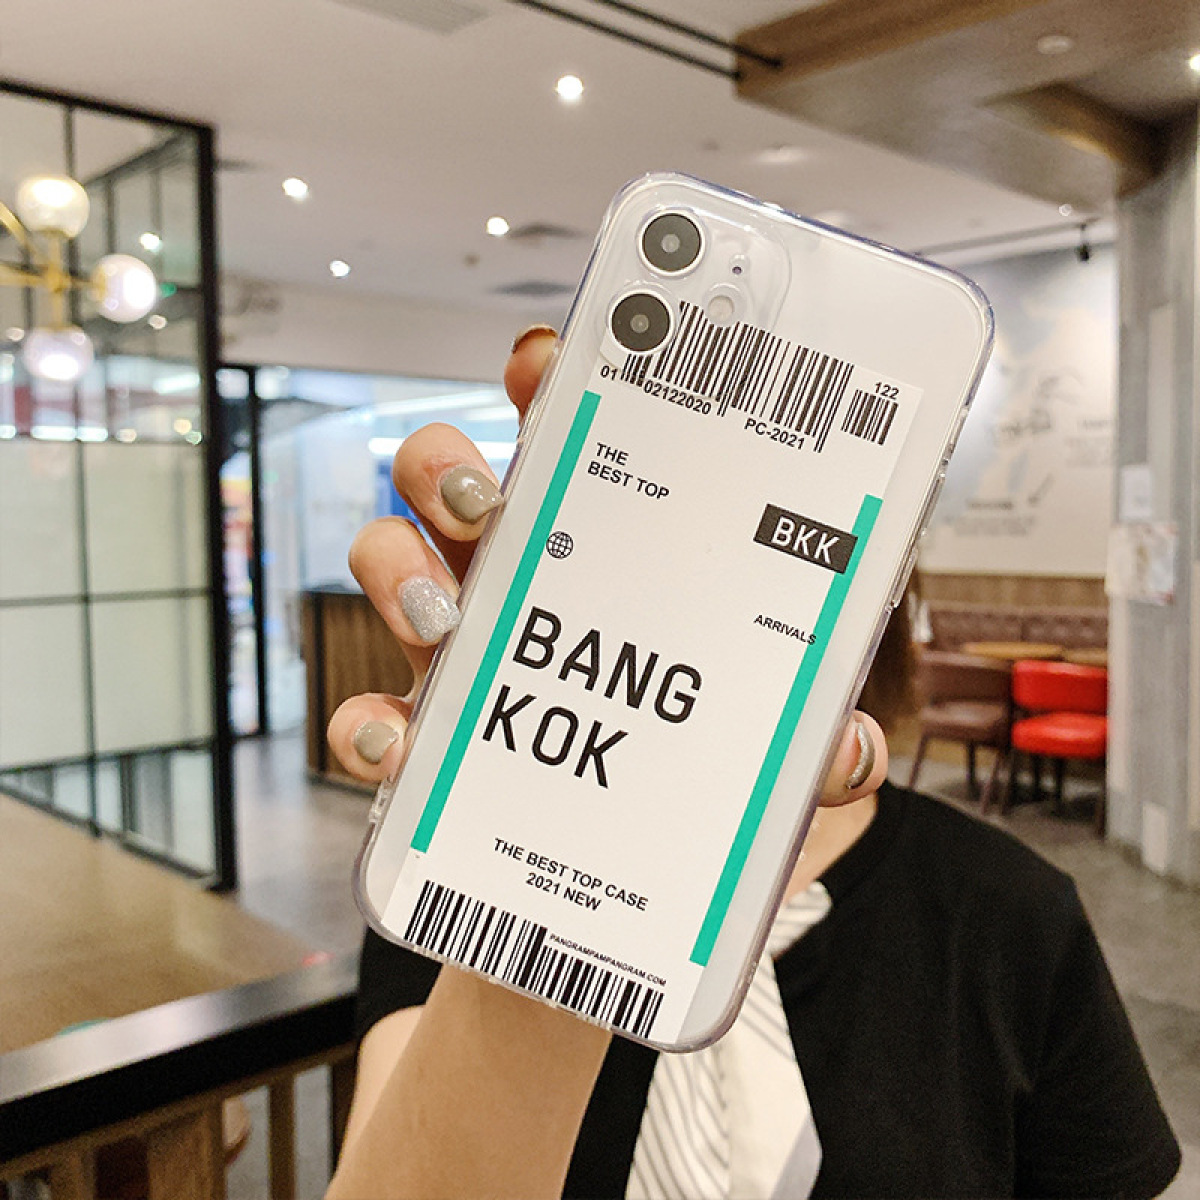 01
02122020
PC-2021
122
THE
BEST TOP
BKK
ARRIVALS
BANG
KOK
THE BEST TOP CASE
2021 NEW
PANGRAMPAMPANGRAM.COM